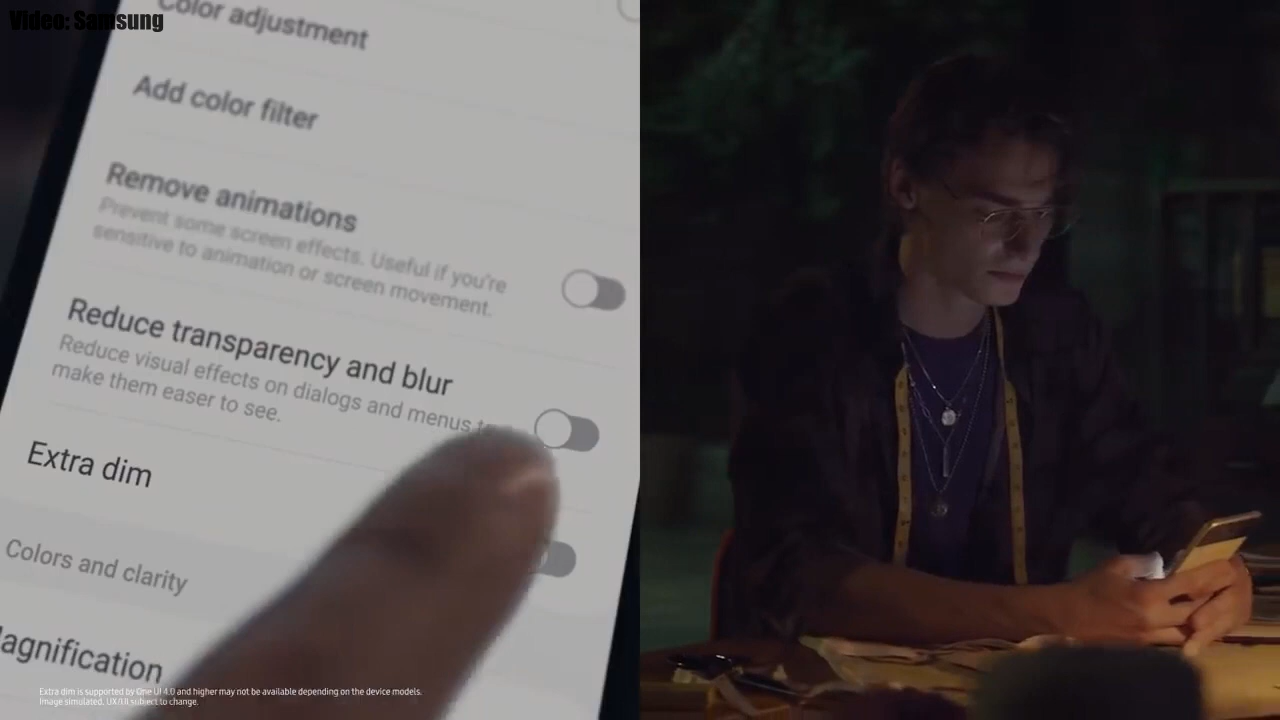 Video: Samsung
Color adjustment
Add color filter
Remove animations
Prevent some screen effects. Useful if you're
sensitive to animation or screen movement.
Reduce transparency and blur
Reduce visual effects on dialogs and menus
make them easier to see.
Extra dim
Colors and clarity
Magnification
Extra dim is supported by One UI 4.0 and higher may not be available depending on the device models.
Image simulated, UX/UI subject to change.